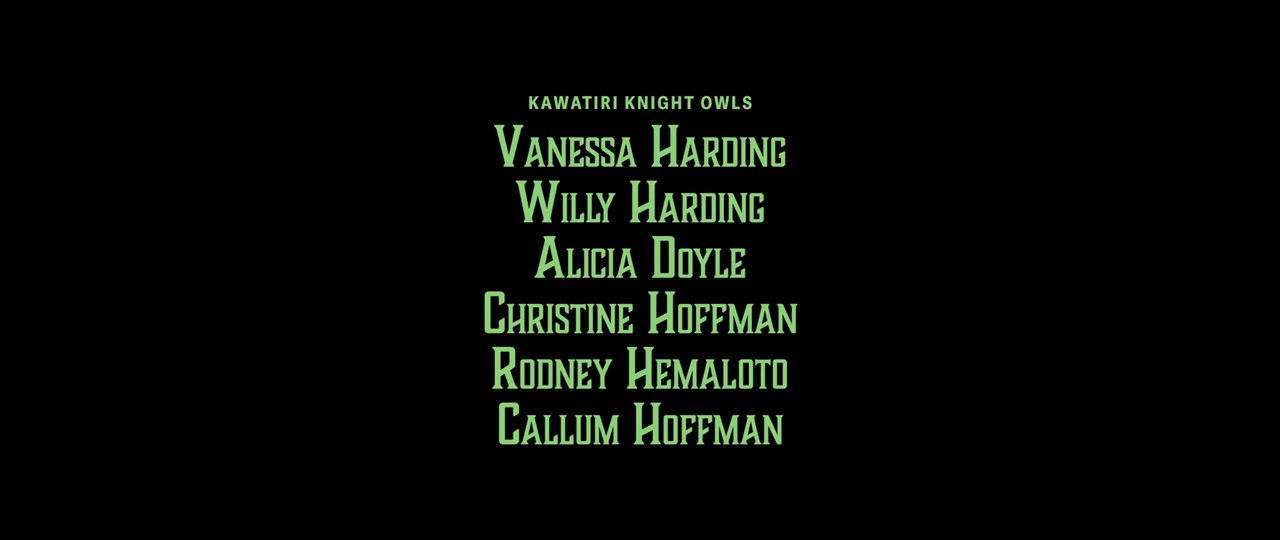 KAWATIRI KNIGHT OWLS
Vanessa Harding
Willy Harding
Alicia Doyle
Christine Hoffman
Rodney Hemaloto
Callum Hoffman